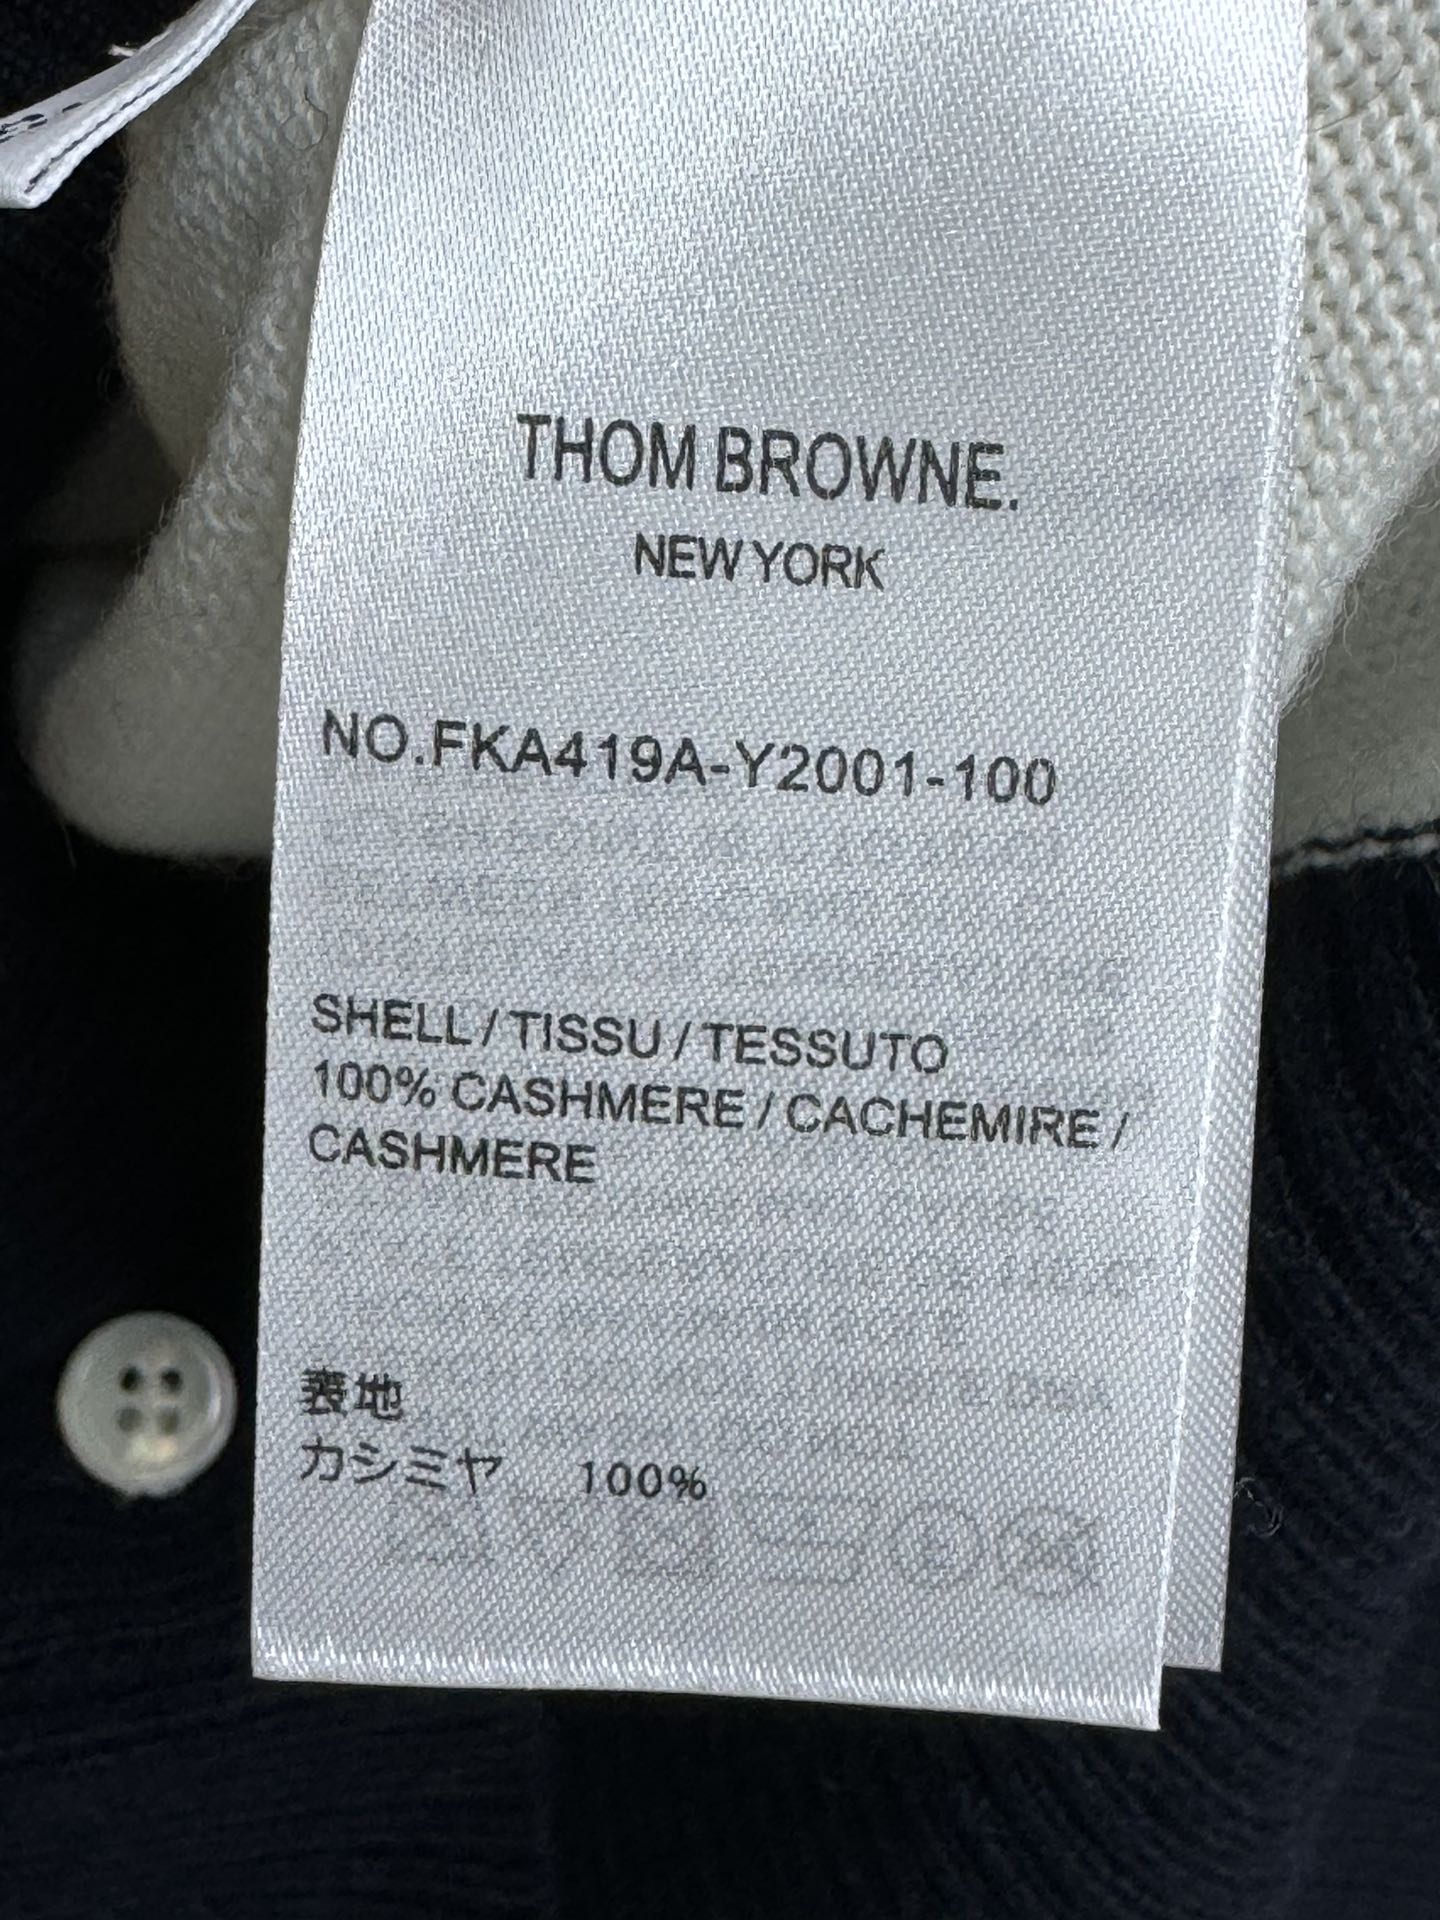 THOM BROWNE.
NEW YORK
NO.FKA419A-Y2001-100
SHELL / TISSU / TESSUTO
100% CASHMERE / CACHEMIRE /
CASHMERE
表地
カシミヤ 100%